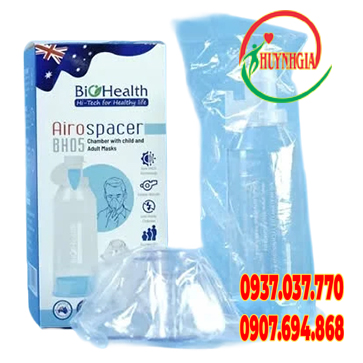 HUYNHGIA
BiOHealth
Hi-Tech for Healthy life
Airospacer
BH05
Chamber with child and
Adult Masks
0937.037.770
0907.694.868